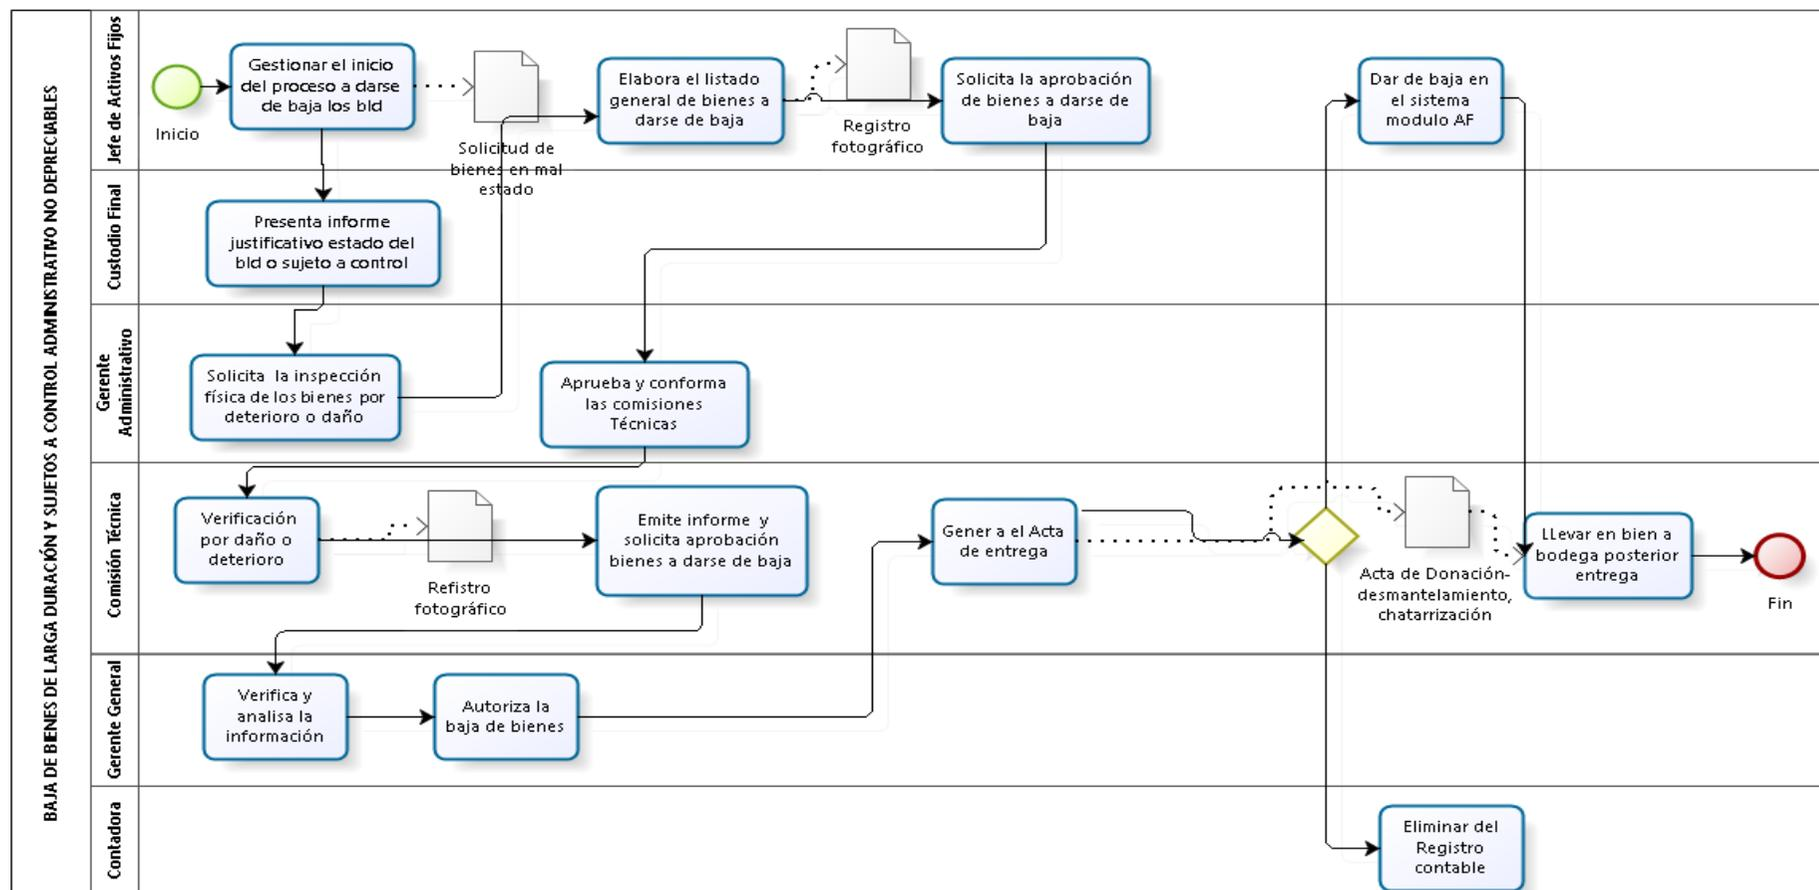 BAJA DE BIENES DE LARGA DURACIÓN Y SUJETOS A CONTROL ADMINISTRATIVO NO DEPRECIABLES
Jefe de Activos Fijos
Inicio
Gestionar el inicio
del proceso a darse
de baja los bld
Solicitud de
bienes en mal
estado
Elabora el listado
general de bienes a
darse de baja
Registro
fotográfico
Solicita la aprobación
de bienes a darse de
baja
Dar de baja en
el sistema
modulo AF
Custodio Final
Presenta informe
justificativo estado del
bld o sujeto a control
Gerente
Administrativo
Solicita  la inspección
física de los bienes por
deterioro o daño
Aprueba y conforma
las comisiones
Técnicas
Comisión Técnica
Verificación
por daño o
deterioro
Refistro
fotográfico
Emite informe  y
solicita aprobación
bienes a darse de baja
Gener a el Acta
de entrega
Acta de Donación-
desmantelamiento,
chatarrización
LLevar en bien a
bodega posterior
entrega
Fin
Gerente General
Verifica y
analisa la
información
Autoriza la
baja de bienes
Contadora
Eliminar del
Registro
contable